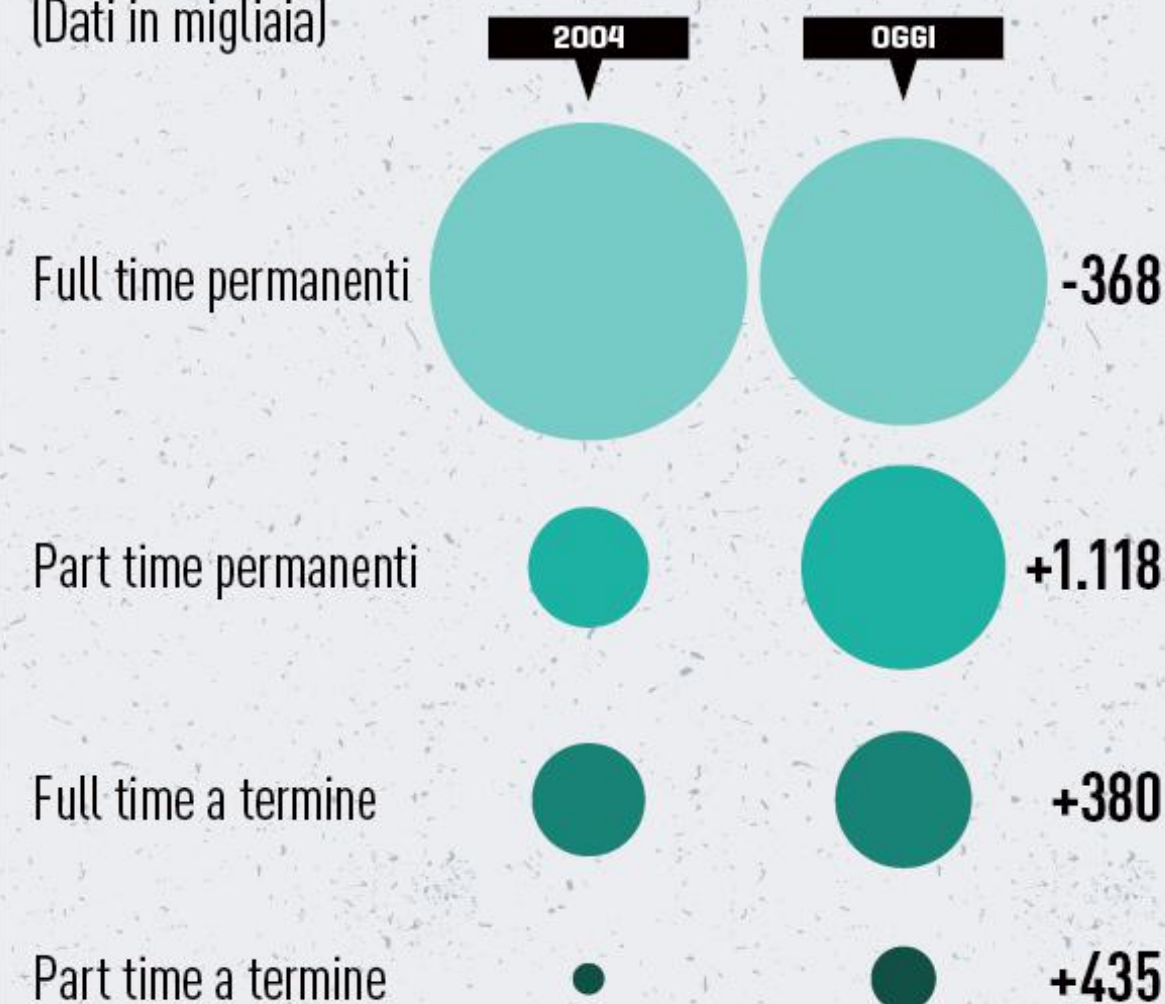 (Dati in migliaia)
2004 OGGI
Full time permanenti -368
Part time permanenti +1.118
Full time a termine +380
Part time a termine +435